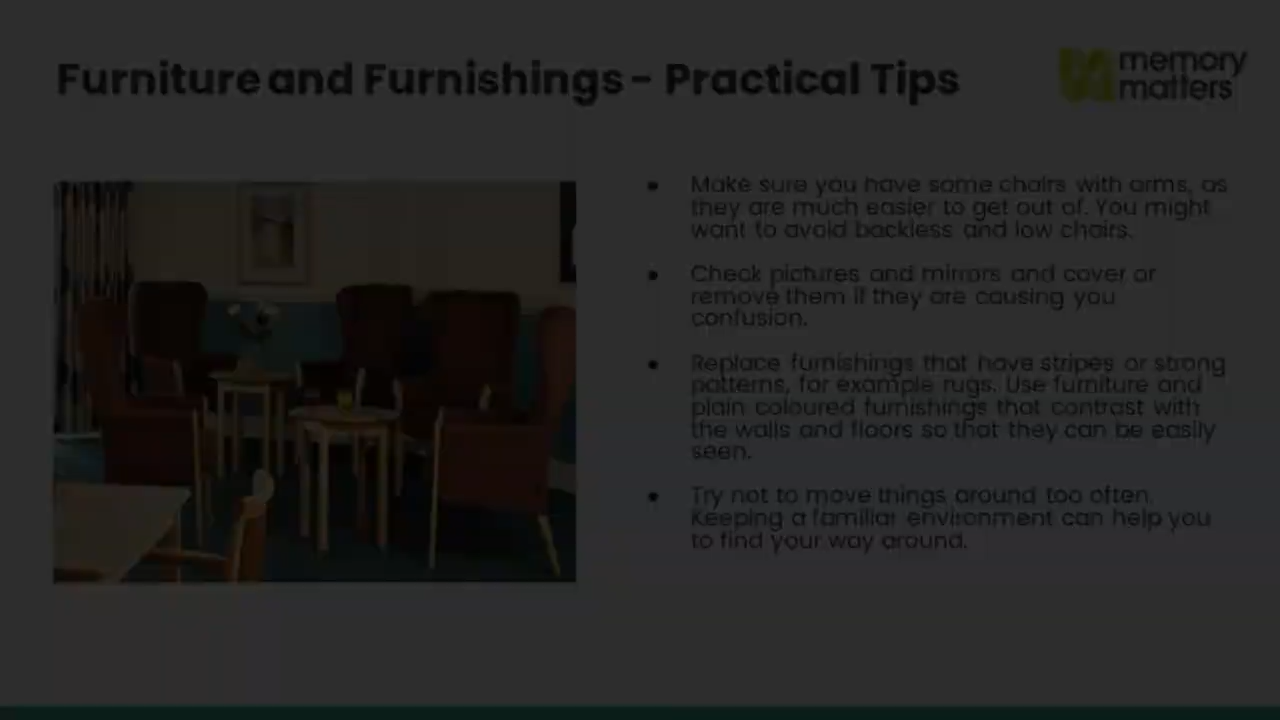 Furniture and Furnishings - Practical Tips
memory
matters
Make sure you have some chairs with arms, as
they are much easier to get out of. You might
want to avoid backless and low chairs.
Check pictures and mirrors and cover or
remove them if they are causing you
confusion.
Replace furnishings that have stripes or strong
patterns, for example rugs. Use furniture and
plain coloured furnishings that contrast with
the walls and floors so that they can be easily
seen.
Try not to move things around too often.
Keeping a familiar environment can help you
to find your way around.